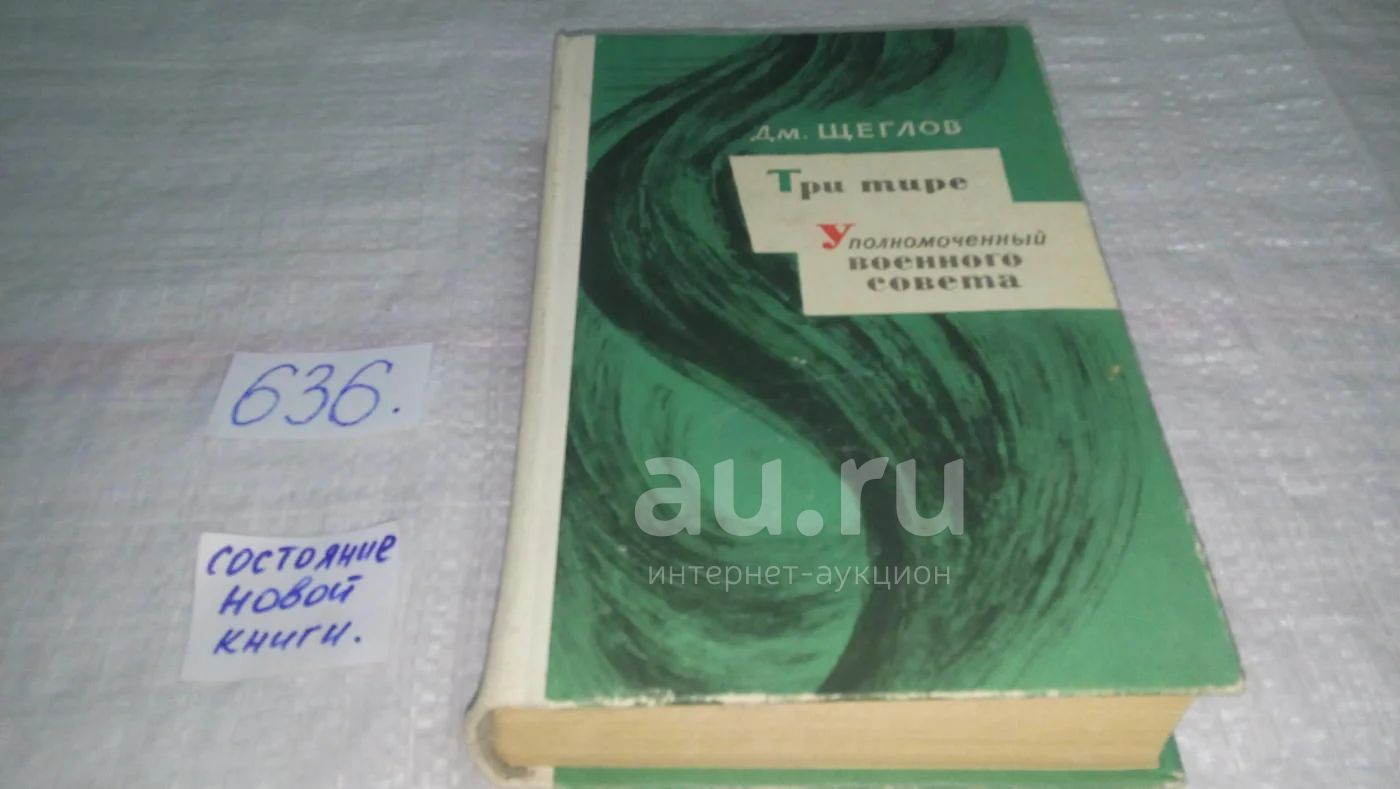 Дм. ЩЕГЛОВ
Три тире
Уполномоченный
военного
совета
636.
состояние
новой
книги.
au.ru
интернет-аукцион